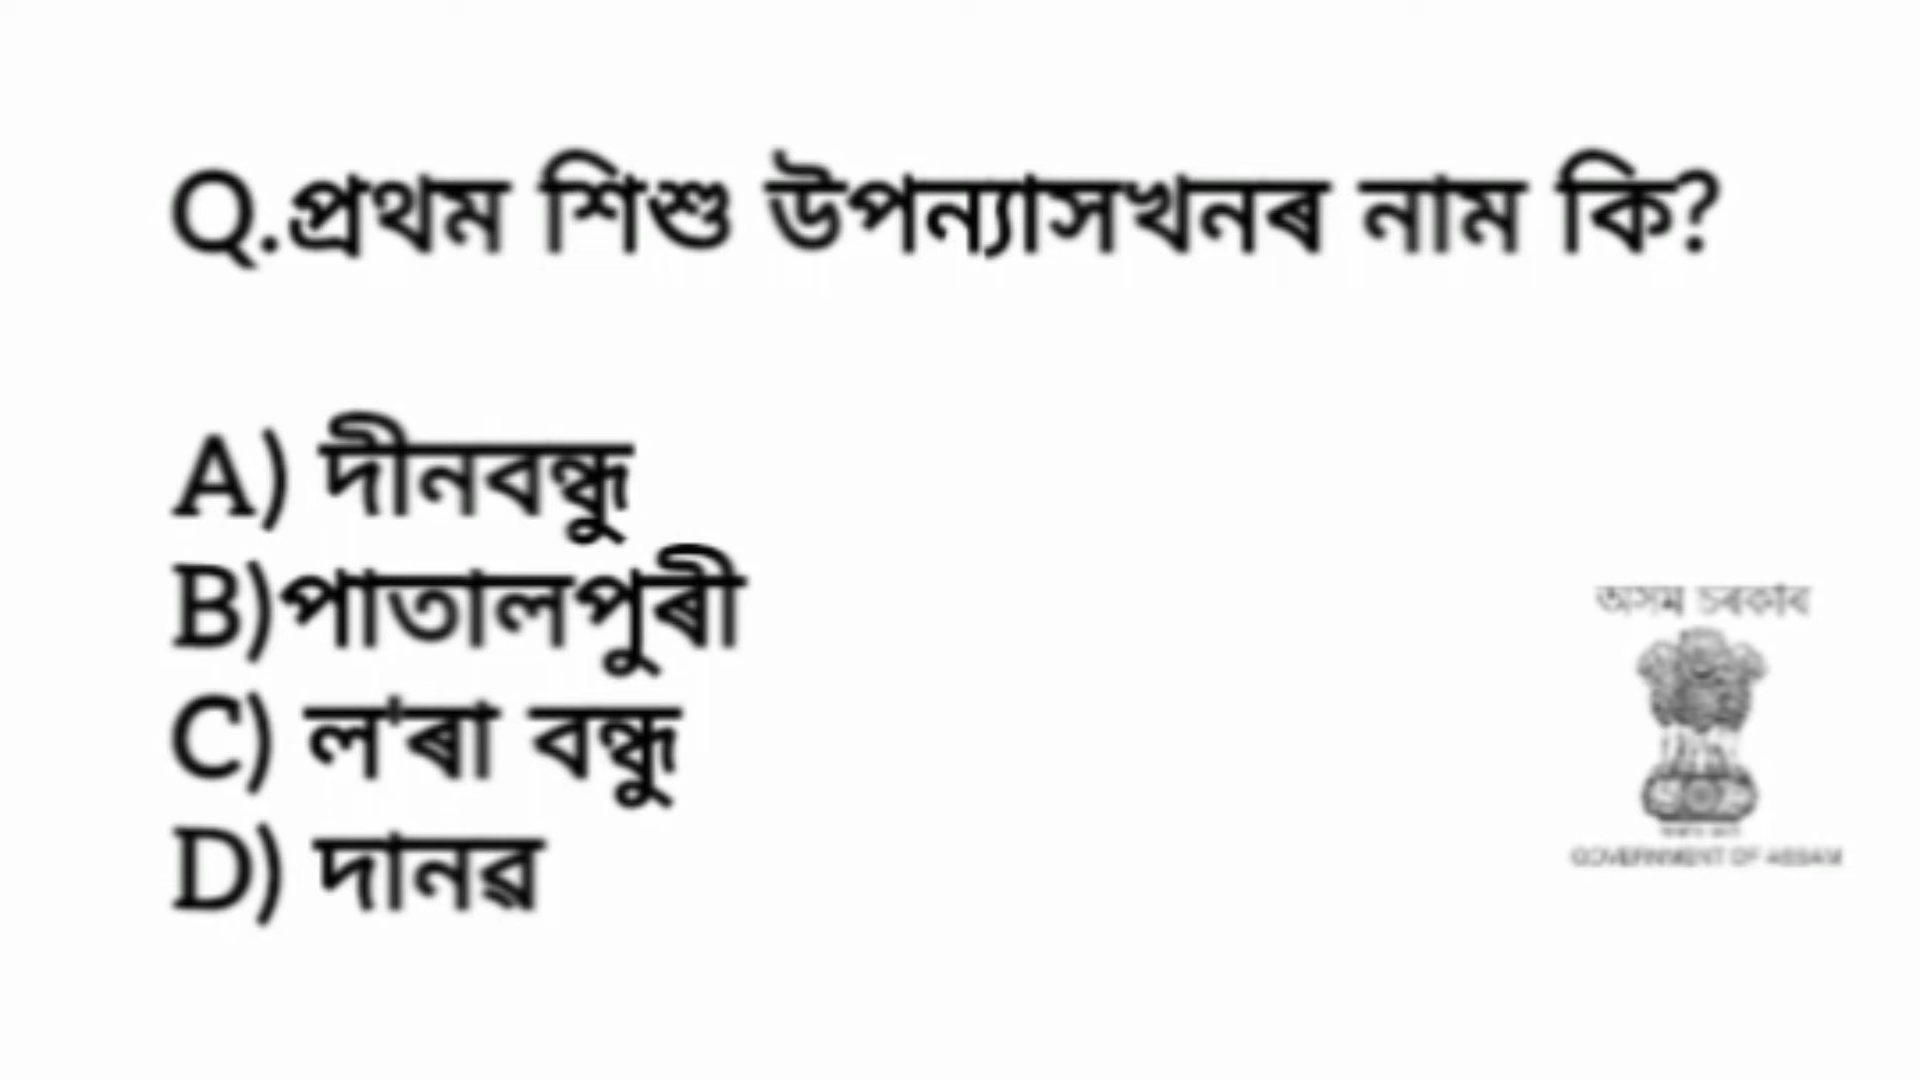 Q.প্ৰথম শিশু উপন্যাসখনৰ নাম কি?
A) দীনবন্ধু
B)পাতালপুৰী
C) ল'ৰা বন্ধু
D) দানৱ
অসম চৰকাৰ
GOVERNMENT OF ASSAM